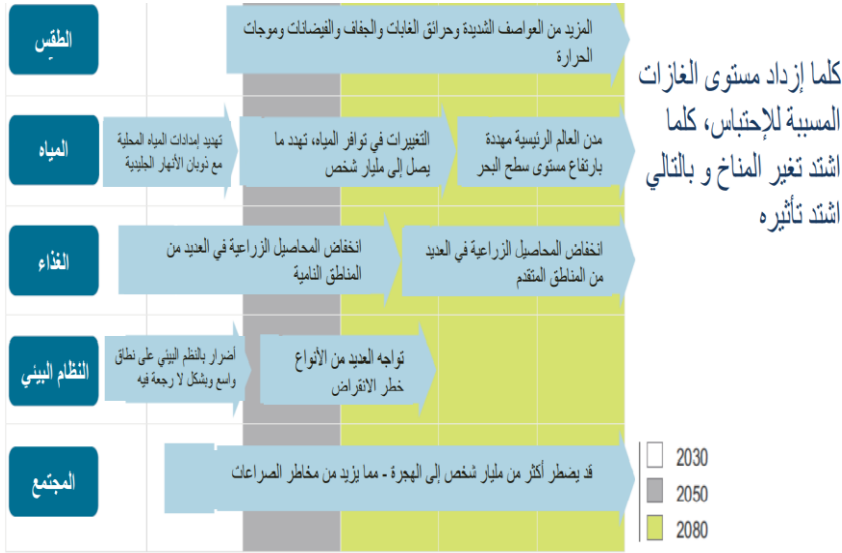 كلما إزداد مستوى الغازات
المسببة للإحتباس، كلما
اشتد تغير المناخ و بالتالي
اشتد تأثيره
الطقس
المزيد من العواصف الشديدة وحرائق الغابات والجفاف والفيضانات وموجات
الحرارة
المياه
تهديد إمدادات المياه المحلية
مع ذوبان الأنهار الجليدية
التغييرات في توافر المياه، تهدد ما
يصل إلى مليار شخص
مدن العالم الرئيسية مهددة
بارتفاع مستوى سطح البحر
الغذاء
انخفاض المحاصيل الزراعية في العديد من
المناطق النامية
انخفاض المحاصيل الزراعية في العديد
من المناطق المتقدم
النظام البيئي
أضرار بالنظم البيئي على نطاق
واسع وبشكل لا رجعة فيه
تواجه العديد من الأنواع
خطر الانقراض
المجتمع
قد يضطر أكثر من مليار شخص إلى الهجرة - مما يزيد من مخاطر الصراعات
2030
2050
2080